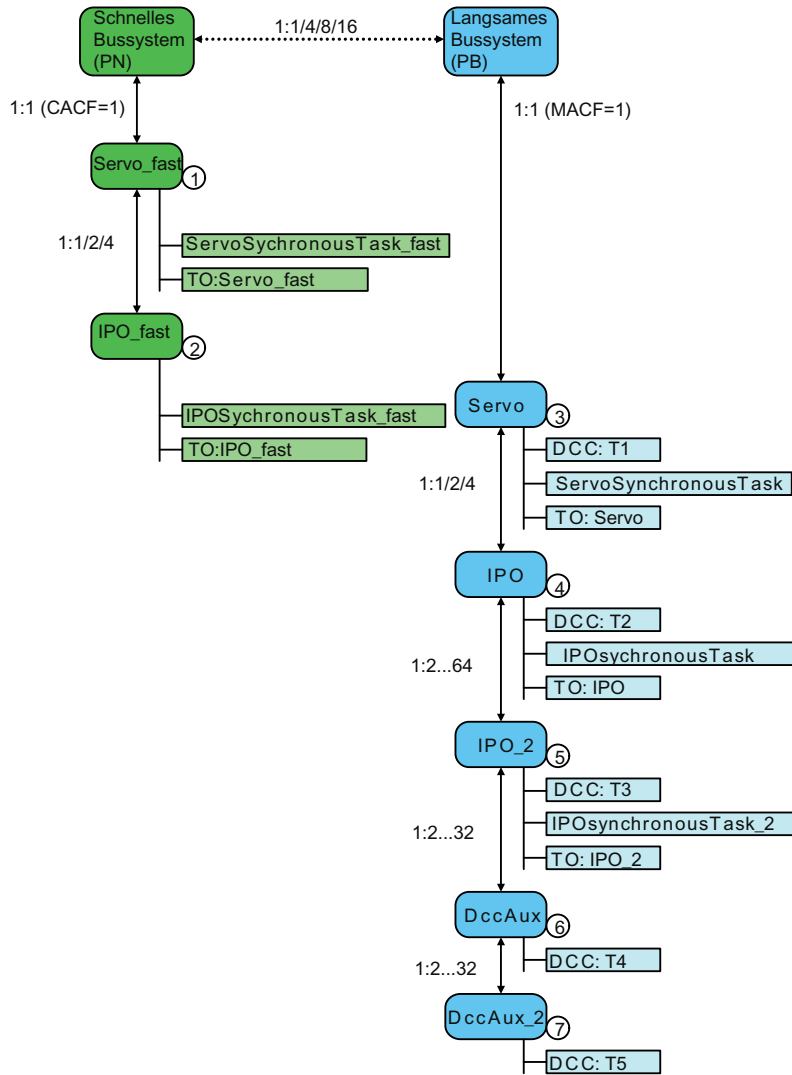 Schnelles
Bussystem
(PN)
1:1/4/8/16
Langsames
Bussystem
(PB)
1:1 (CACF=1)
1:1 (MACF=1)
Servo_fast
1
1:1/2/4
ServoSychronousTask_fast
TO:Servo_fast
IPO_fast
2
IPOSychronousTask_fast
TO:IPO_fast
Servo
3
DCC: T1
1:1/2/4
ServoSynchronousTask
TO: Servo
IPO
4
DCC: T2
1:2...64
IPOsychronousTask
TO: IPO
IPO_2
5
DCC: T3
1:2...32
IPOsynchronousTask_2
TO: IPO_2
DccAux
6
1:2...32
DCC: T4
DccAux_2
7
DCC: T5